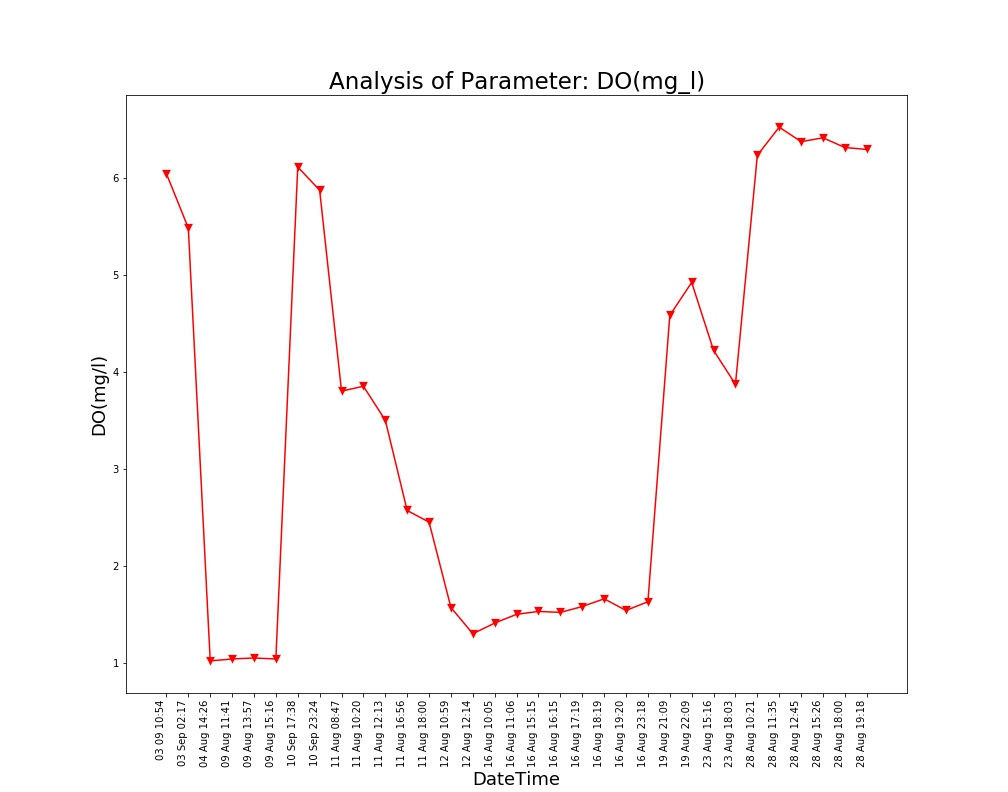 Analysis of Parameter: DO(mg_l)
DO(mg/l)
6
5
4
3
2
1
03 09 10:54
03 Sep 02:17
04 Aug 14:26
09 Aug 11:41
09 Aug 13:57
09 Aug 15:16
10 Sep 17:38
10 Sep 23:24
11 Aug 08:47
11 Aug 10:20
11 Aug 12:13
11 Aug 16:56
11 Aug 18:00
12 Aug 10:59
12 Aug 12:14
16 Aug 10:05
16 Aug 11:06
16 Aug 15:15
16 Aug 16:15
16 Aug 17:19
16 Aug 18:19
16 Aug 19:20
16 Aug 23:18
19 Aug 21:09
19 Aug 22:09
23 Aug 15:16
23 Aug 18:03
28 Aug 10:21
28 Aug 11:35
28 Aug 12:45
28 Aug 15:26
28 Aug 18:00
28 Aug 19:18
DateTime